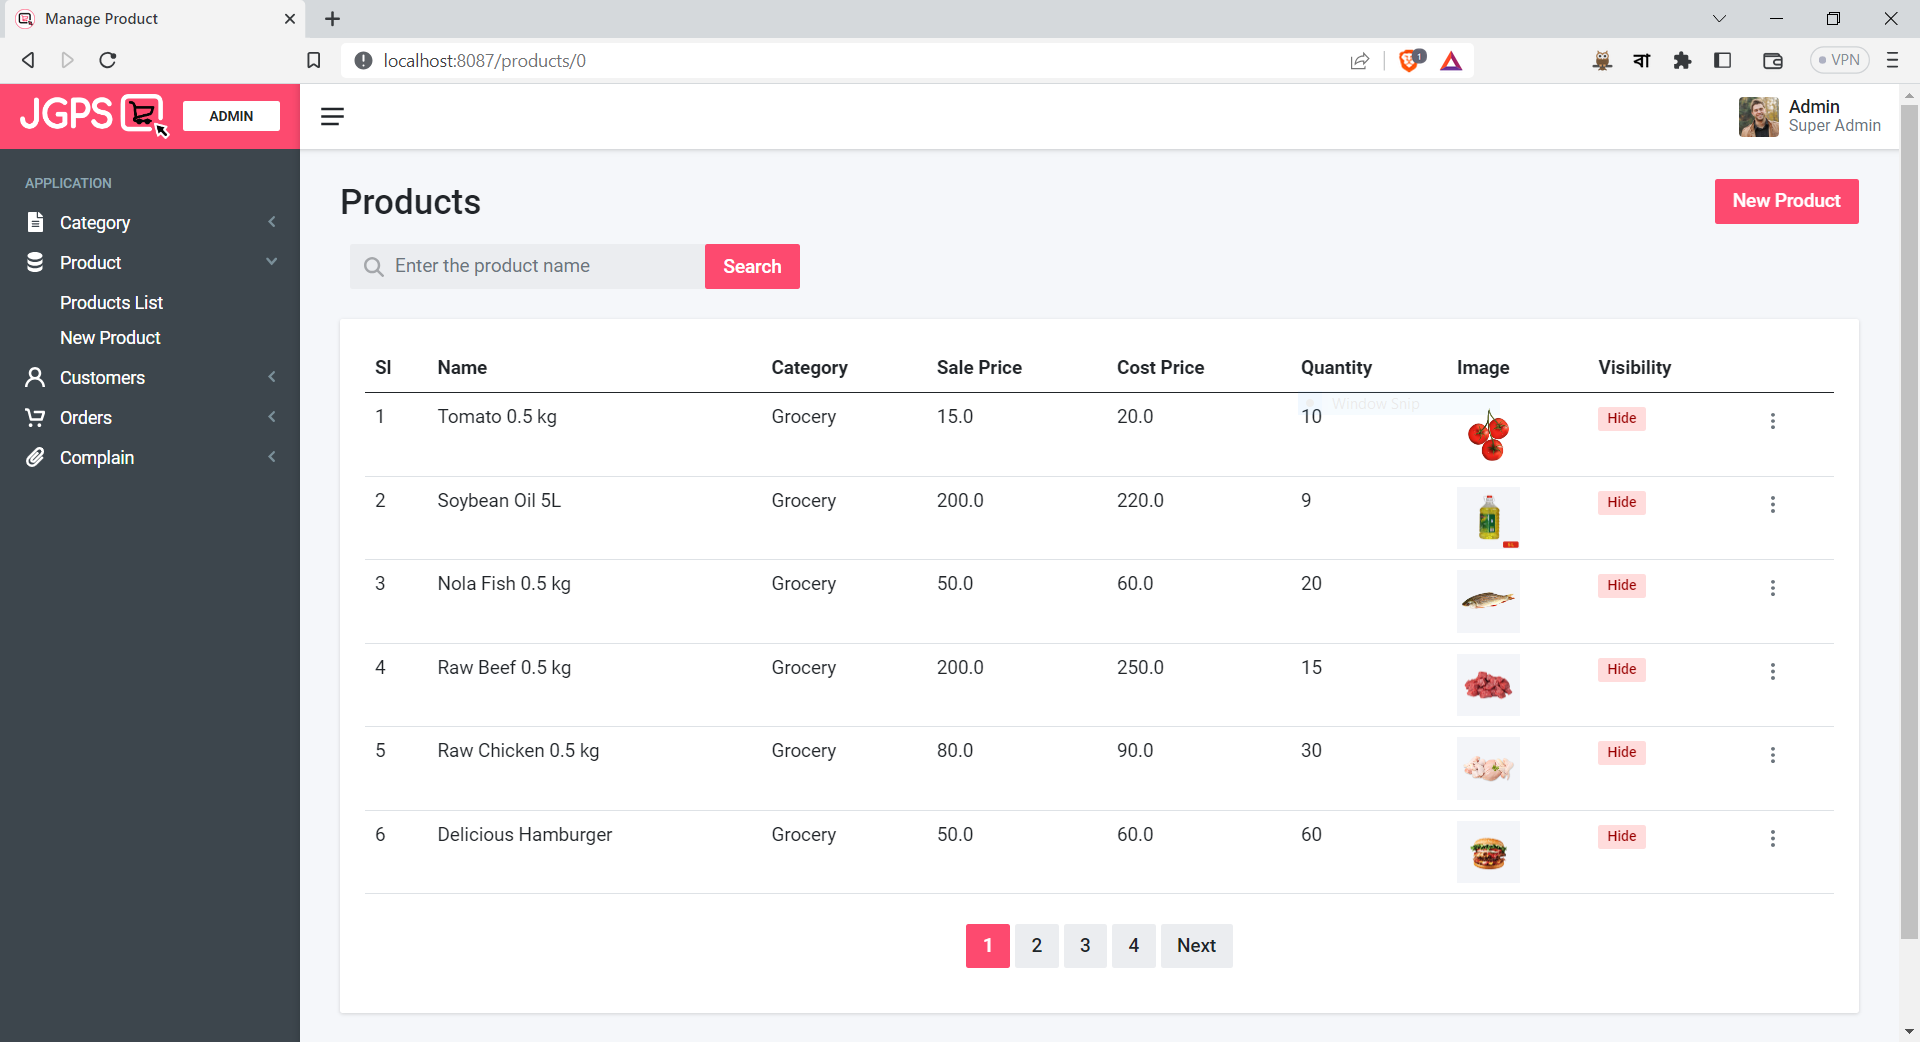 Manage Product
localhost:8087/products/0
1
বা
VPN
JGPS
ADMIN
Admin
Super Admin
APPLICATION
Category
Product
Products List
New Product
Customers
Orders
Complain
Products
New Product
Enter the product name
Search
Sl Name Category Sale Price Cost Price Quantity Image Visibility
Window Snip
1 Tomato 0.5 kg Grocery 15.0 20.0 10 Hide
2 Soybean Oil 5L Grocery 200.0 220.0 9 Hide
3 Nola Fish 0.5 kg Grocery 50.0 60.0 20 Hide
4 Raw Beef 0.5 kg Grocery 200.0 250.0 15 Hide
5 Raw Chicken 0.5 kg Grocery 80.0 90.0 30 Hide
6 Delicious Hamburger Grocery 50.0 60.0 60 Hide
1 2 3 4 Next